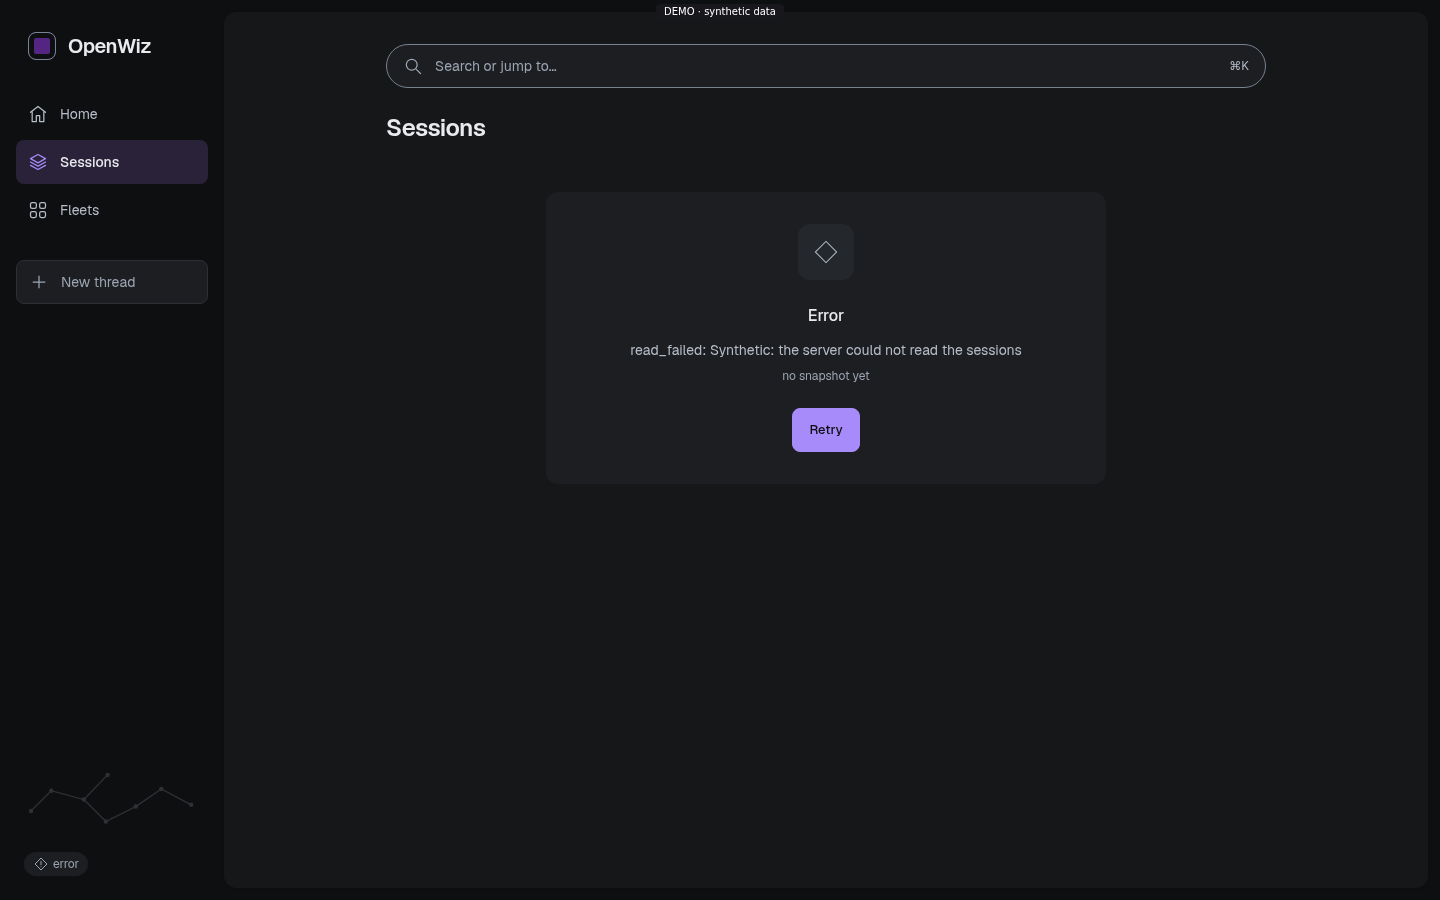 DEMO · synthetic data
OpenWiz
Search or jump to…
⌘K
Home
Sessions
Fleets
New thread
Sessions
Error
read_failed: Synthetic: the server could not read the sessions
no snapshot yet
Retry
error